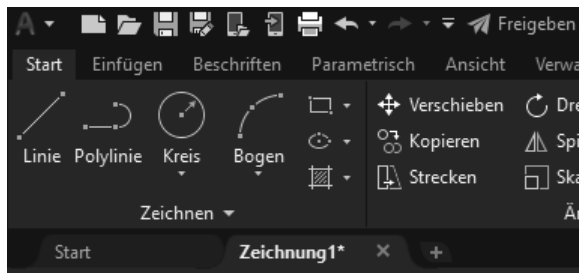 A Freigeben
Start Einfügen Beschriften Parametrisch Ansicht
Verschieben
Kopieren
Linie Polylinie Kreis Bogen
Strecken
Zeichnen
Start Zeichnung1*